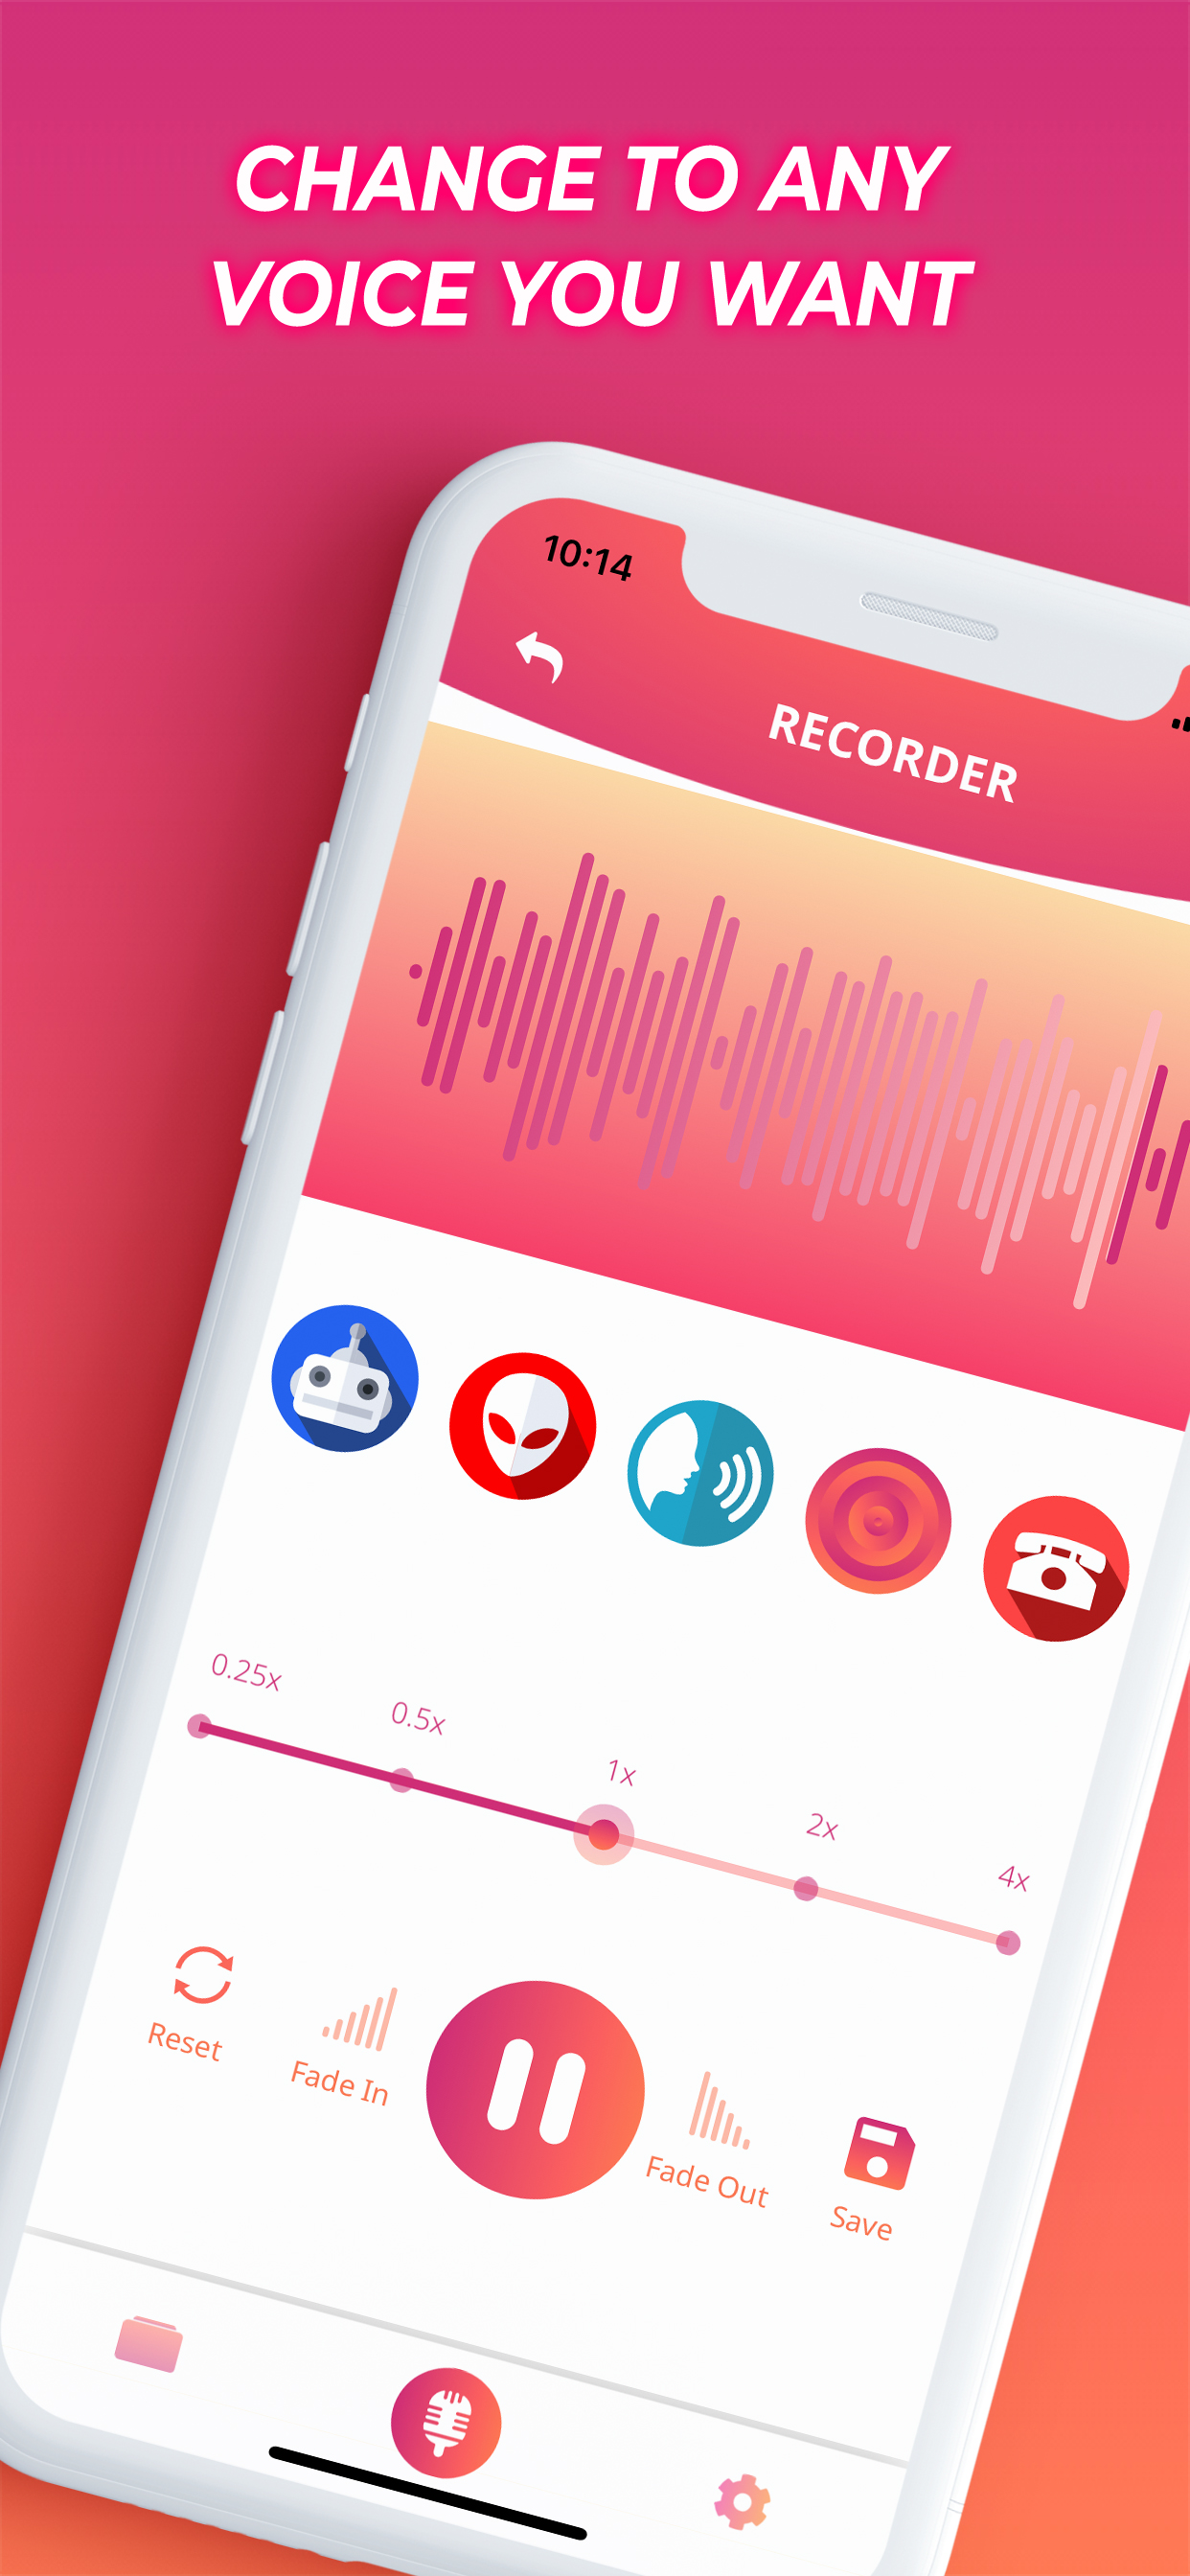 CHANGE TO ANY
VOICE YOU WANT
10:14
RECORDER
0.25x
0.5x
1x
2x
4x
Reset
Fade In
Fade Out
Save